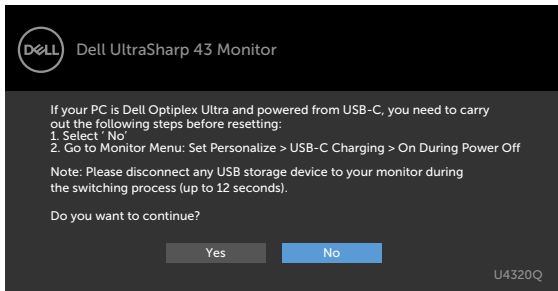 DELL
Dell UltraSharp 43 Monitor
If your PC is Dell Optiplex Ultra and powered from USB-C, you need to carry
out the following steps before resetting:
1. Select ‘ No’
2. Go to Monitor Menu: Set Personalize > USB-C Charging > On During Power Off
Note: Please disconnect any USB storage device to your monitor during
the switching process (up to 12 seconds).
Do you want to continue?
Yes
No
U4320Q